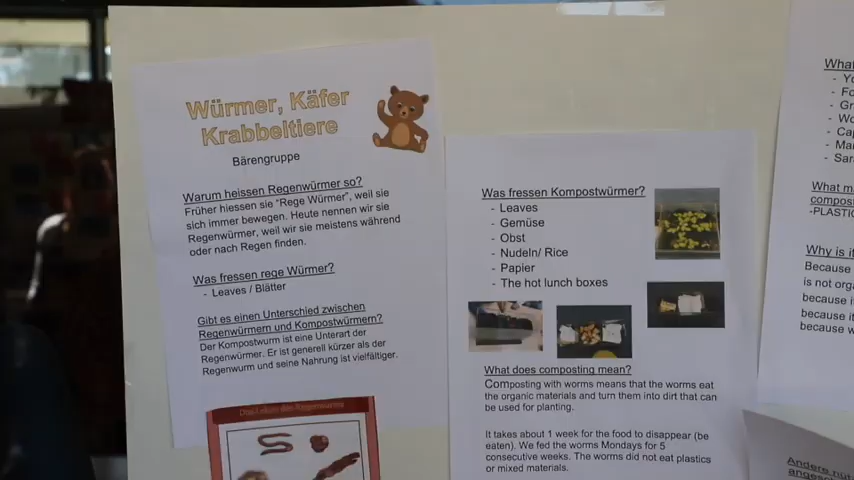 Würmer, Käfer
Krabbeltiere
Bärengruppe
Warum heissen Regenwürmer so?
Früher hiessen sie "Rege Würmer", weil sie
sich immer bewegen. Heute nennen wir sie
Regenwürmer, weil wir sie meistens während
oder nach Regen finden.
Was fressen rege Würmer?
- Leaves / Blätter
Gibt es einen Unterschied zwischen
Regenwürmern und Kompostwürmern?
Der Kompostwurm ist eine Unterart der
Regenwürmer. Er ist generell kürzer als der
Regenwurm und seine Nahrung ist vielfältiger.
Das Leben des Regenwurms
Was fressen Kompostwürmer?
- Leaves
- Gemüse
- Obst
- Nudeln/ Rice
- Papier
- The hot lunch boxes
What does composting mean?
Composting with worms means that the worms eat
the organic materials and turn them into dirt that can
be used for planting.
It takes about 1 week for the food to disappear (be
eaten). We fed the worms Mondays for 5
consecutive weeks. The worms did not eat plastics
or mixed materials.
What
-
-
-
-
-
-
-
What m
compos
-PLASTIC
Why is i
Because
is not orga
because i
because it
because w
Andere